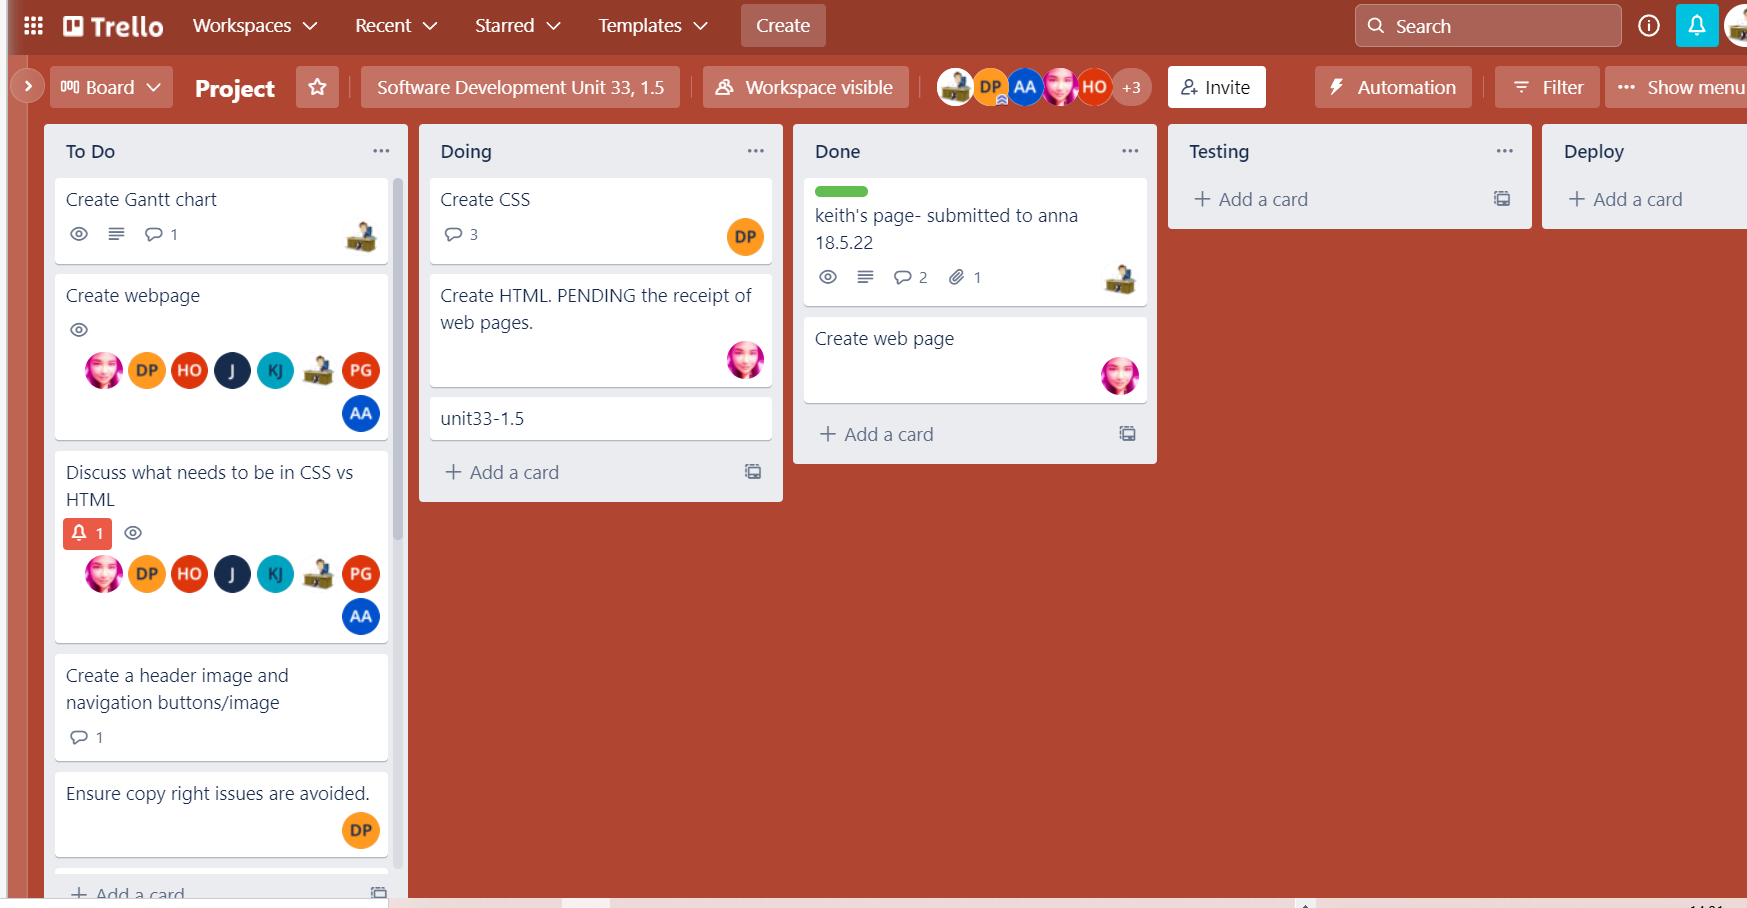 Trello Workspaces Recent Starred Templates Create Search
Board Project Software Development Unit 33, 1.5 Workspace visible DP AA HO +3 Invite Automation Filter Show menu
To Do
Create Gantt chart
1
Create webpage
DP HO J KJ PG
AA
Discuss what needs to be in CSS vs
HTML
1
DP HO J KJ PG
AA
Create a header image and
navigation buttons/image
1
Ensure copy right issues are avoided.
DP
Add a card
Doing
Create CSS
3
DP
Create HTML. PENDING the receipt of
web pages.
unit33-1.5
Add a card
Done
keith's page- submitted to anna
18.5.22
2 1
Create web page
Add a card
Testing
Add a card
Deploy
Add a card